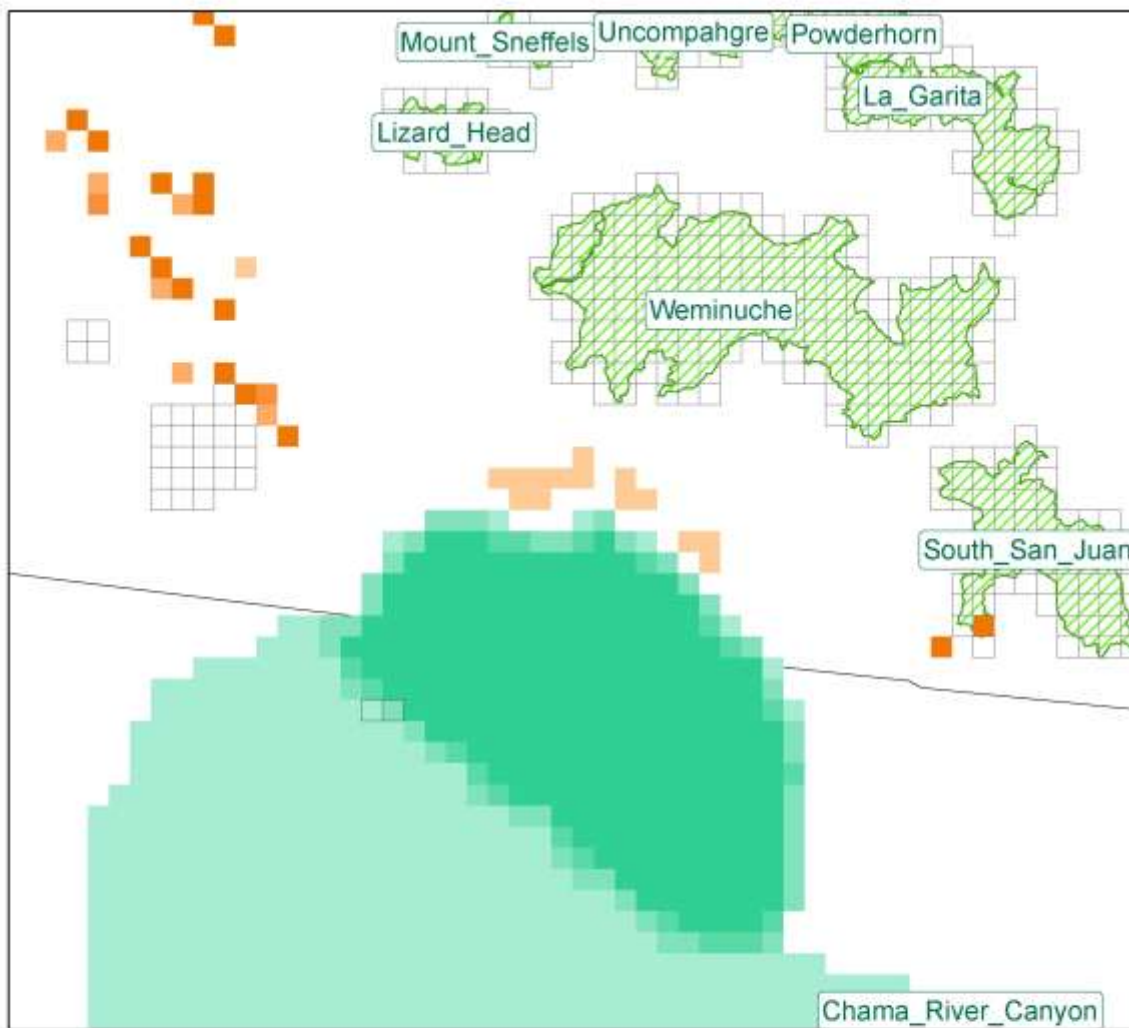 Mount_Sneffels
Uncompahgre
Powderhorn
La_Garita
Lizard_Head
Weminuche
South_San_Juan
Chama_River_Canyon